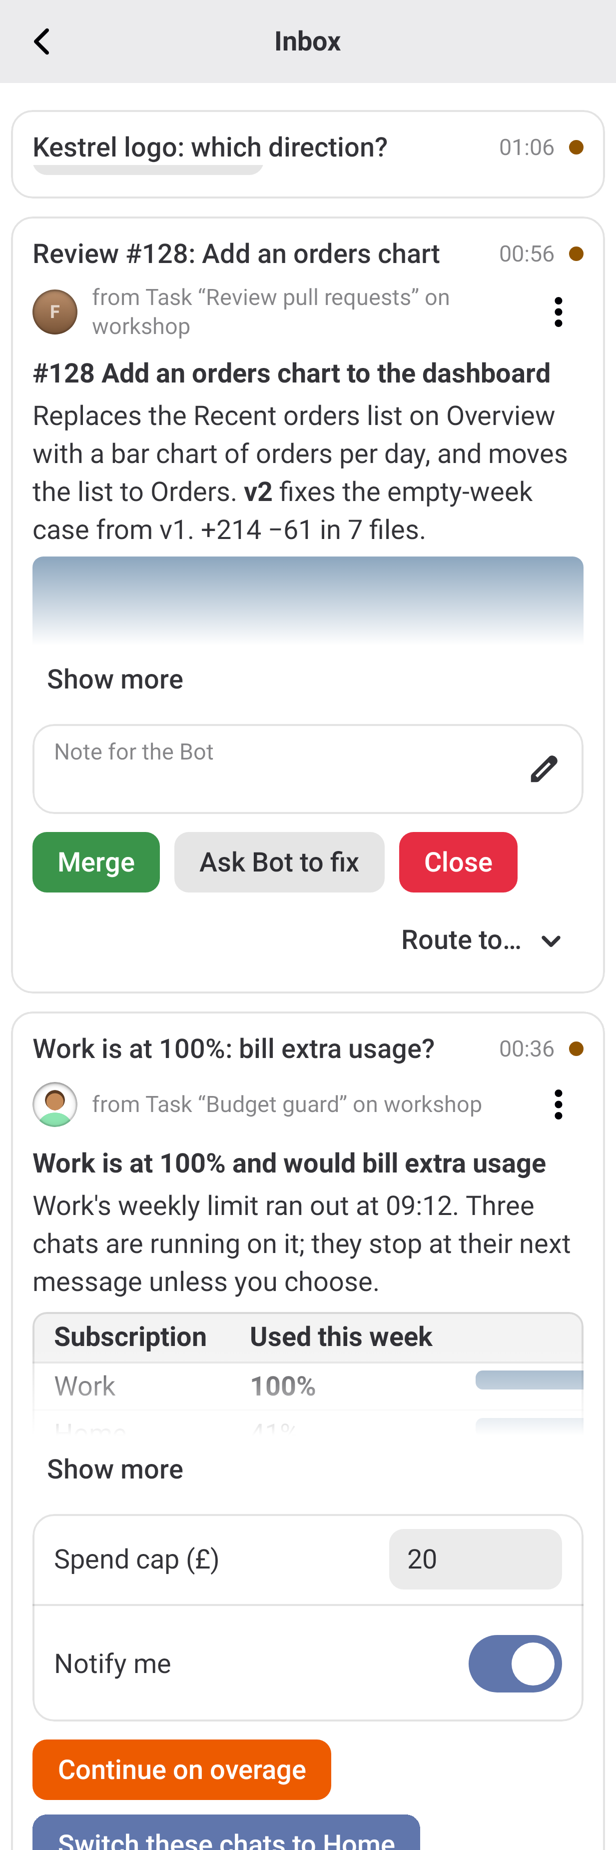 Inbox
Kestrel logo: which direction?
01:06
Review #128: Add an orders chart
00:56
F
from Task “Review pull requests” on
workshop
#128 Add an orders chart to the dashboard
Replaces the Recent orders list on Overview
with a bar chart of orders per day, and moves
the list to Orders. v2 fixes the empty-week
case from v1. +214 −61 in 7 files.
Show more
Note for the Bot
Merge
Ask Bot to fix
Close
Route to...
Work is at 100%: bill extra usage?
00:36
from Task “Budget guard” on workshop
Work is at 100% and would bill extra usage
Work's weekly limit ran out at 09:12. Three
chats are running on it; they stop at their next
message unless you choose.
Subscription Used this week
Work 100%
Home 41%
Show more
Spend cap (£) 20
Notify me
Continue on overage
Switch these chats to Home